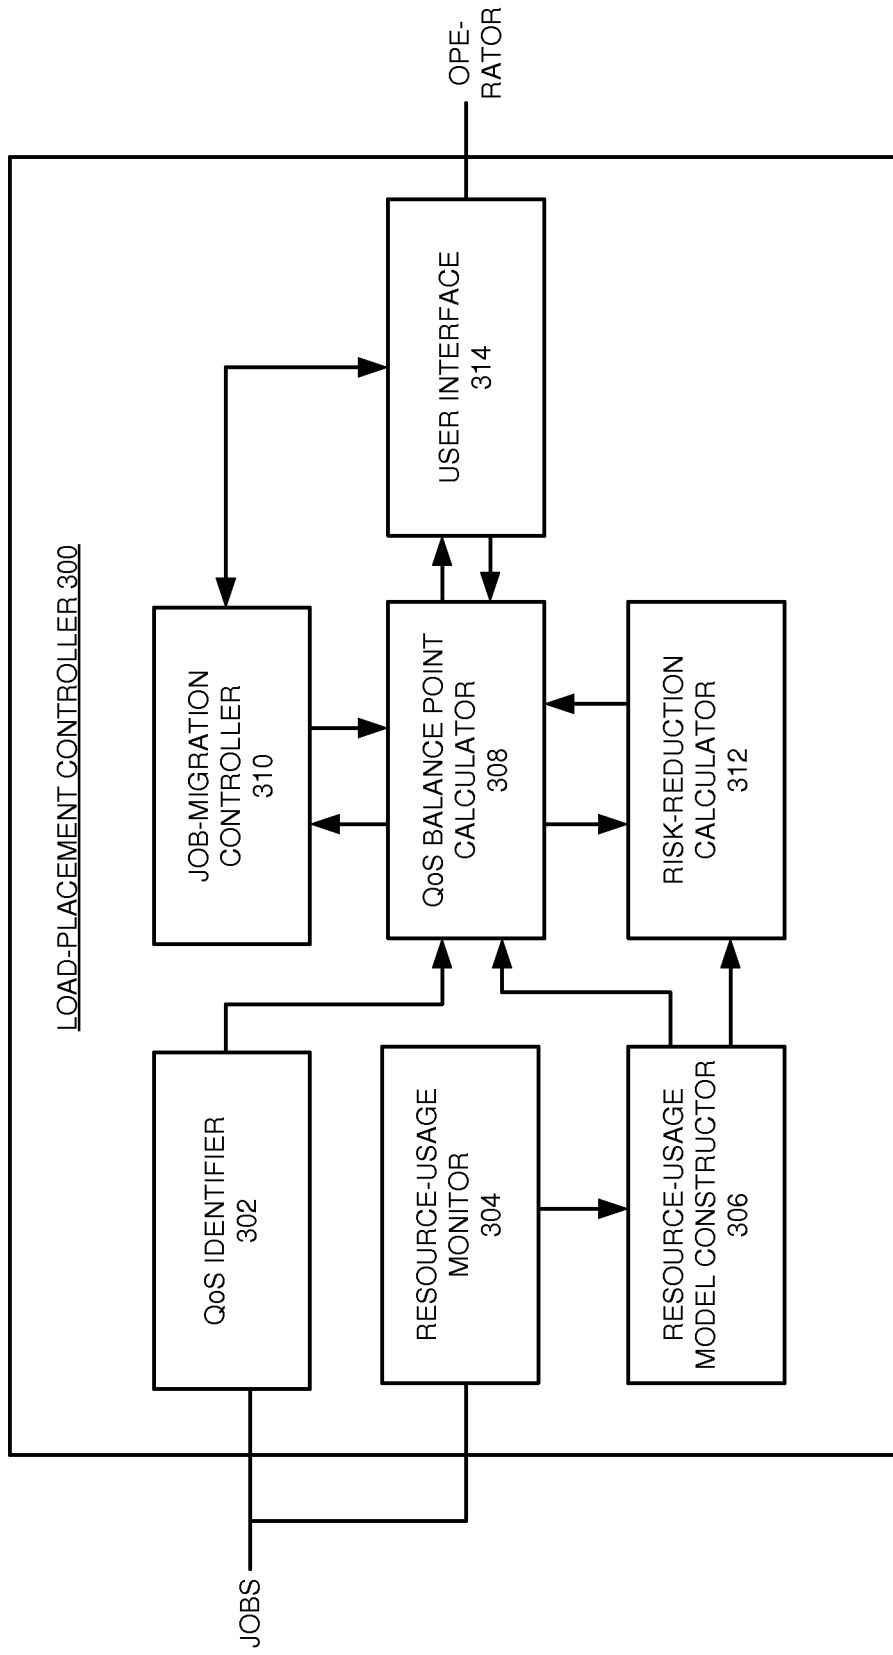 LOAD-PLACEMENT CONTROLLER 300
JOBS
QoS IDENTIFIER
302
RESOURCE-USAGE
MONITOR
304
RESOURCE-USAGE
MODEL CONSTRUCTOR
306
JOB-MIGRATION
CONTROLLER
310
QoS BALANCE POINT
CALCULATOR
308
RISK-REDUCTION
CALCULATOR
312
USER INTERFACE
314
OPE-
RATOR